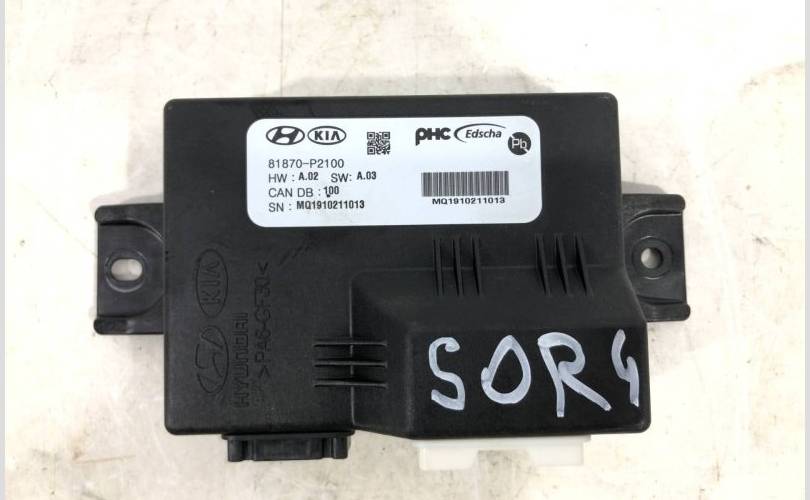 HYUNDAI KIA PHC Edscha
Pb
81870-P2100
HW : A.02 SW: A.03
CAN DB : 100
SN : MQ1910211013
MQ1910211013
KIA
HYUNDAI
>PA6-GF30<
SOR4